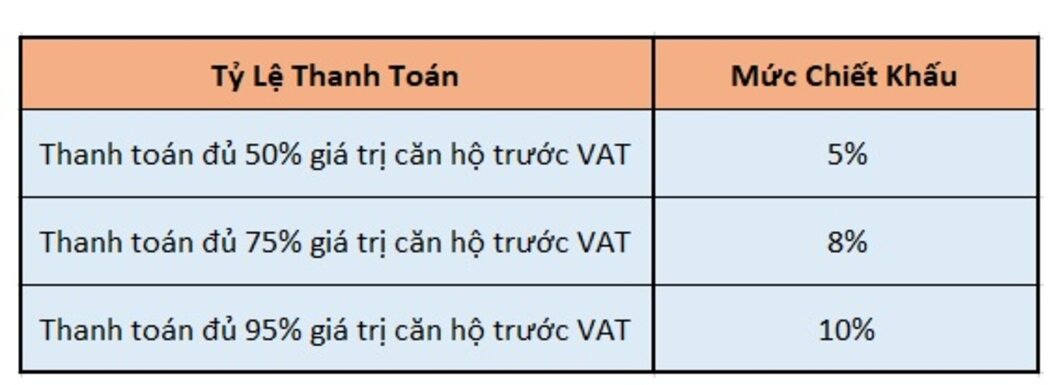 Tỷ Lệ Thanh Toán
Mức Chiết Khấu
Thanh toán đủ 50% giá trị căn hộ trước VAT
5%
Thanh toán đủ 75% giá trị căn hộ trước VAT
8%
Thanh toán đủ 95% giá trị căn hộ trước VAT
10%